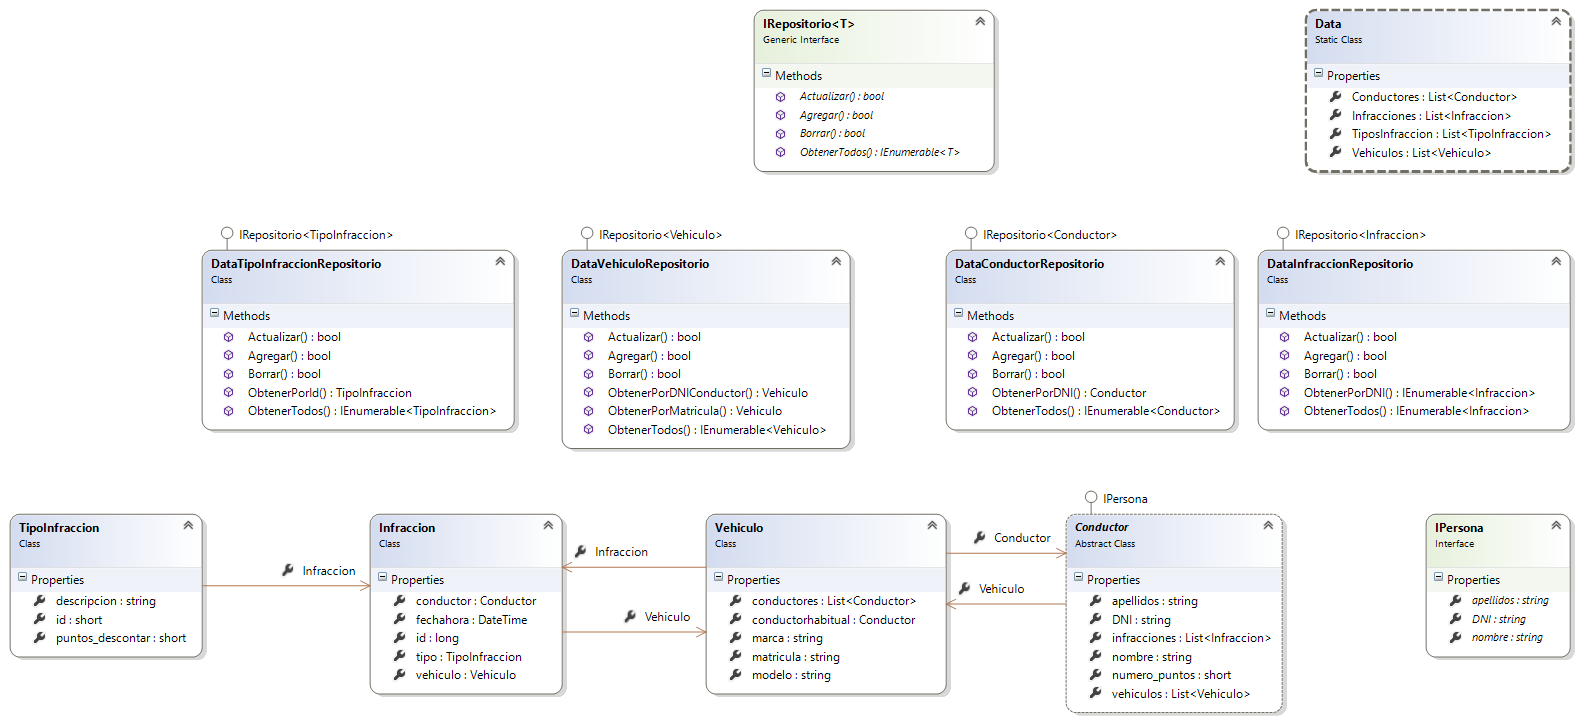 IRepositorio<T>
Generic Interface
Methods
Actualizar() : bool
Agregar() : bool
Borrar() : bool
ObtenerTodos() : IEnumerable<T>
Data
Static Class
Properties
Conductores : List<Conductor>
Infracciones : List<Infraccion>
TiposInfraccion : List<TipoInfraccion>
Vehiculos : List<Vehiculo>
IRepositorio<TipoInfraccion>
DataTipoInfraccionRepositorio
Class
Methods
Actualizar() : bool
Agregar() : bool
Borrar() : bool
ObtenerPorId() : TipoInfraccion
ObtenerTodos() : IEnumerable<TipoInfraccion>
IRepositorio<Vehiculo>
DataVehiculoRepositorio
Class
Methods
Actualizar() : bool
Agregar() : bool
Borrar() : bool
ObtenerPorDNIConductor() : Vehiculo
ObtenerPorMatricula() : Vehiculo
ObtenerTodos() : IEnumerable<Vehiculo>
IRepositorio<Conductor>
DataConductorRepositorio
Class
Methods
Actualizar() : bool
Agregar() : bool
Borrar() : bool
ObtenerPorDNI() : Conductor
ObtenerTodos() : IEnumerable<Conductor>
IRepositorio<Infraccion>
DataInfraccionRepositorio
Class
Methods
Actualizar() : bool
Agregar() : bool
Borrar() : bool
ObtenerPorDNI() : IEnumerable<Infraccion>
ObtenerTodos() : IEnumerable<Infraccion>
TipoInfraccion
Class
Properties
descripcion : string
id : short
puntos_descontar : short
Infraccion
Infraccion
Class
Properties
conductor : Conductor
fechahora : DateTime
id : long
tipo : TipoInfraccion
vehiculo : Vehiculo
Infraccion
Vehiculo
Vehiculo
Class
Properties
conductores : List<Conductor>
conductorhabitual : Conductor
marca : string
matricula : string
modelo : string
Conductor
Vehiculo
IPersona
Conductor
Abstract Class
Properties
apellidos : string
DNI : string
infracciones : List<Infraccion>
nombre : string
numero_puntos : short
vehiculos : List<Vehiculo>
IPersona
Interface
Properties
apellidos : string
DNI : string
nombre : string